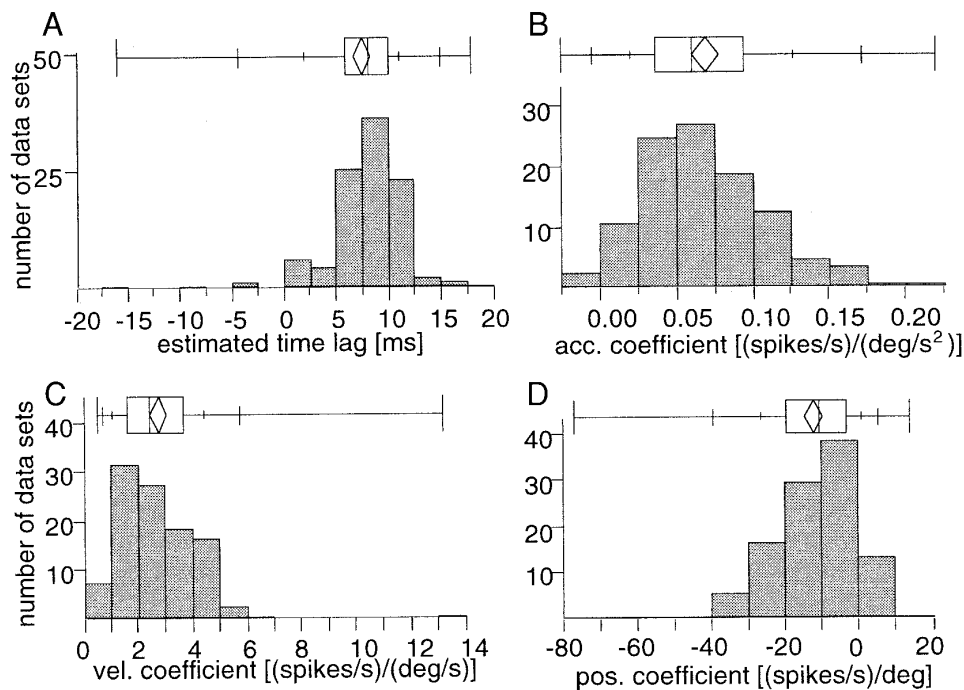 A
B
number of data sets
50
25
-20 -15 -10 -5 0 5 10 15 20
estimated time lag [ms]
30
20
10
0.00 0.05 0.10 0.15 0.20
acc. coefficient [(spikes/s)/(deg/s²)]
C
D
number of data sets
40
30
20
10
0 2 4 6 8 10 12 14
vel. coefficient [(spikes/s)/(deg/s)]
40
30
20
10
-80 -60 -40 -20 0 20
pos. coefficient [(spikes/s)/deg]